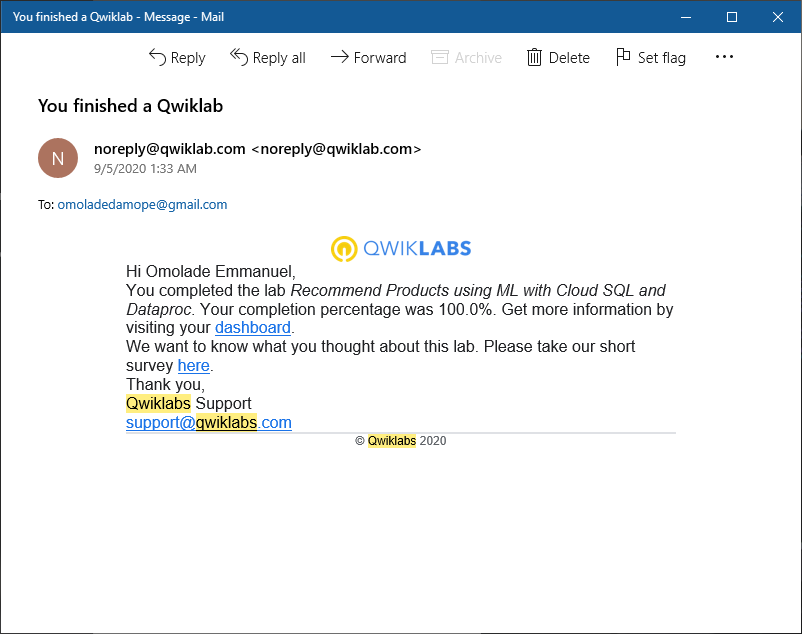 You finished a Qwiklab - Message - Mail
Reply Reply all Forward Archive Delete Set flag
You finished a Qwiklab
N
noreply@qwiklab.com <noreply@qwiklab.com>
9/5/2020 1:33 AM
To: omoladedamope@gmail.com
QWIKLABS
Hi Omolade Emmanuel,
You completed the lab Recommend Products using ML with Cloud SQL and
Dataproc. Your completion percentage was 100.0%. Get more information by
visiting your dashboard.
We want to know what you thought about this lab. Please take our short
survey here.
Thank you,
Qwiklabs Support
support@qwiklabs.com
© Qwiklabs 2020